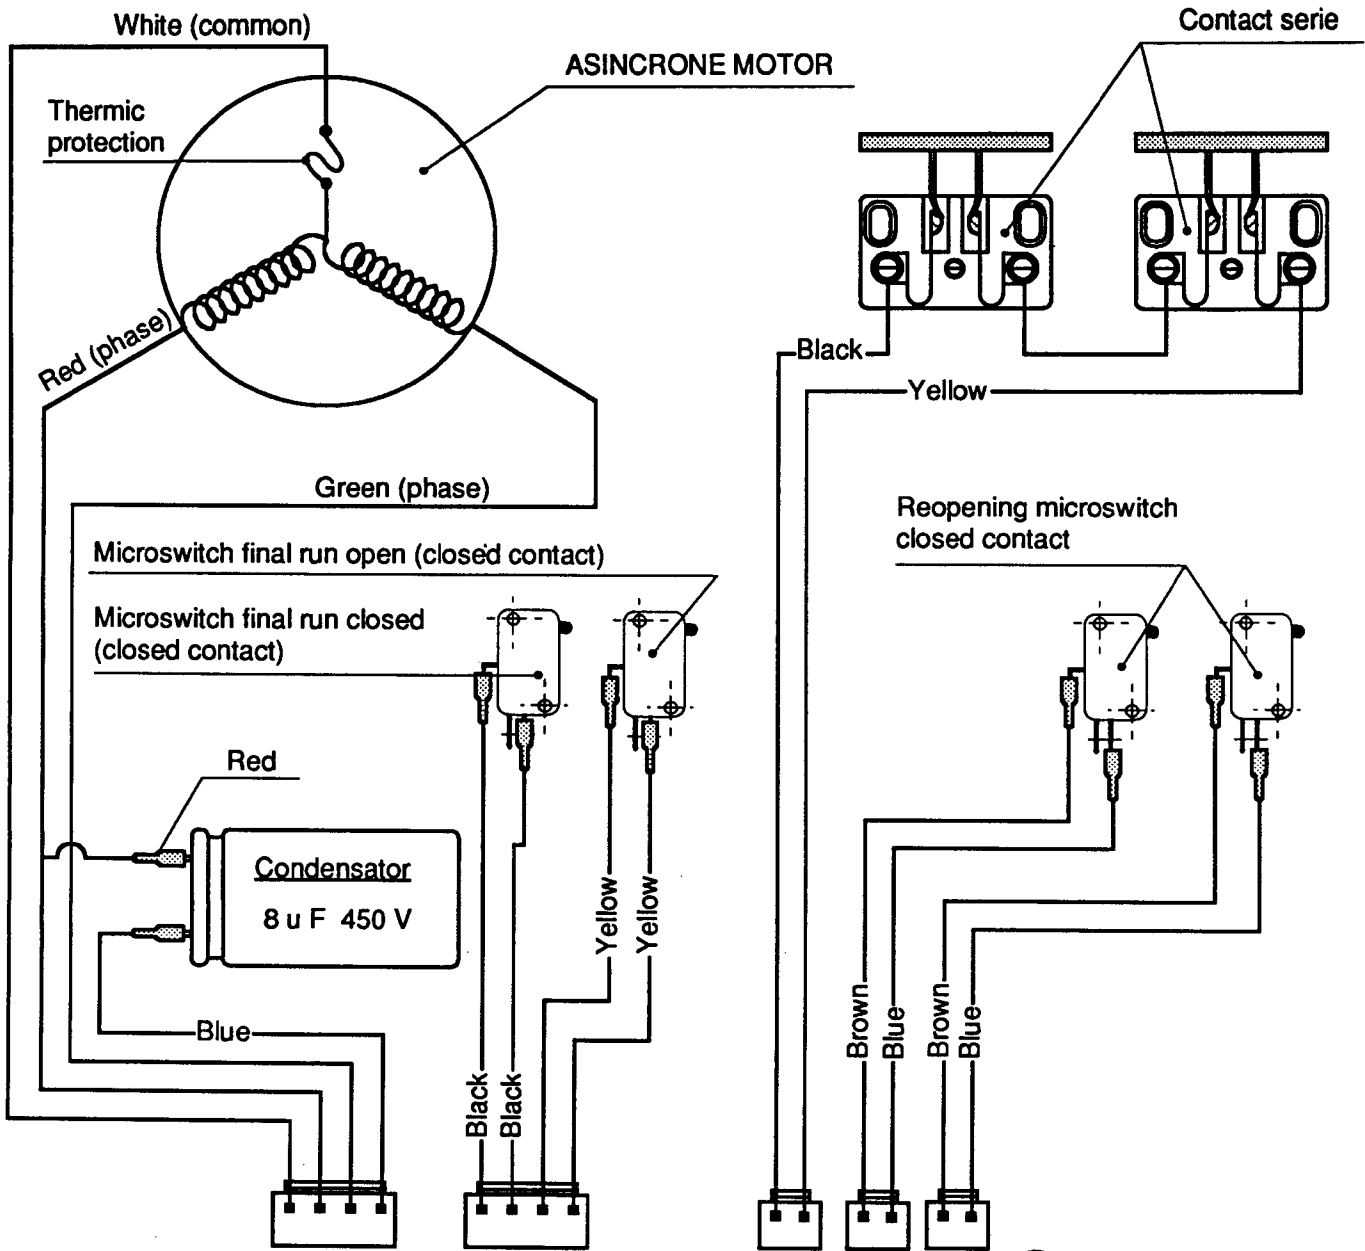 White (common)
Contact serie
ASINCRONE MOTOR
Thermic
protection
Red (phase)
Black
Yellow
Green (phase)
Reopening microswitch
closed contact
Microswitch final run open (closed contact)
Microswitch final run closed
(closed contact)
Red
Condensator
8 u F 450 V
Yellow
Yellow
Blue
Brown
Blue
Brown
Blue
Black
Black